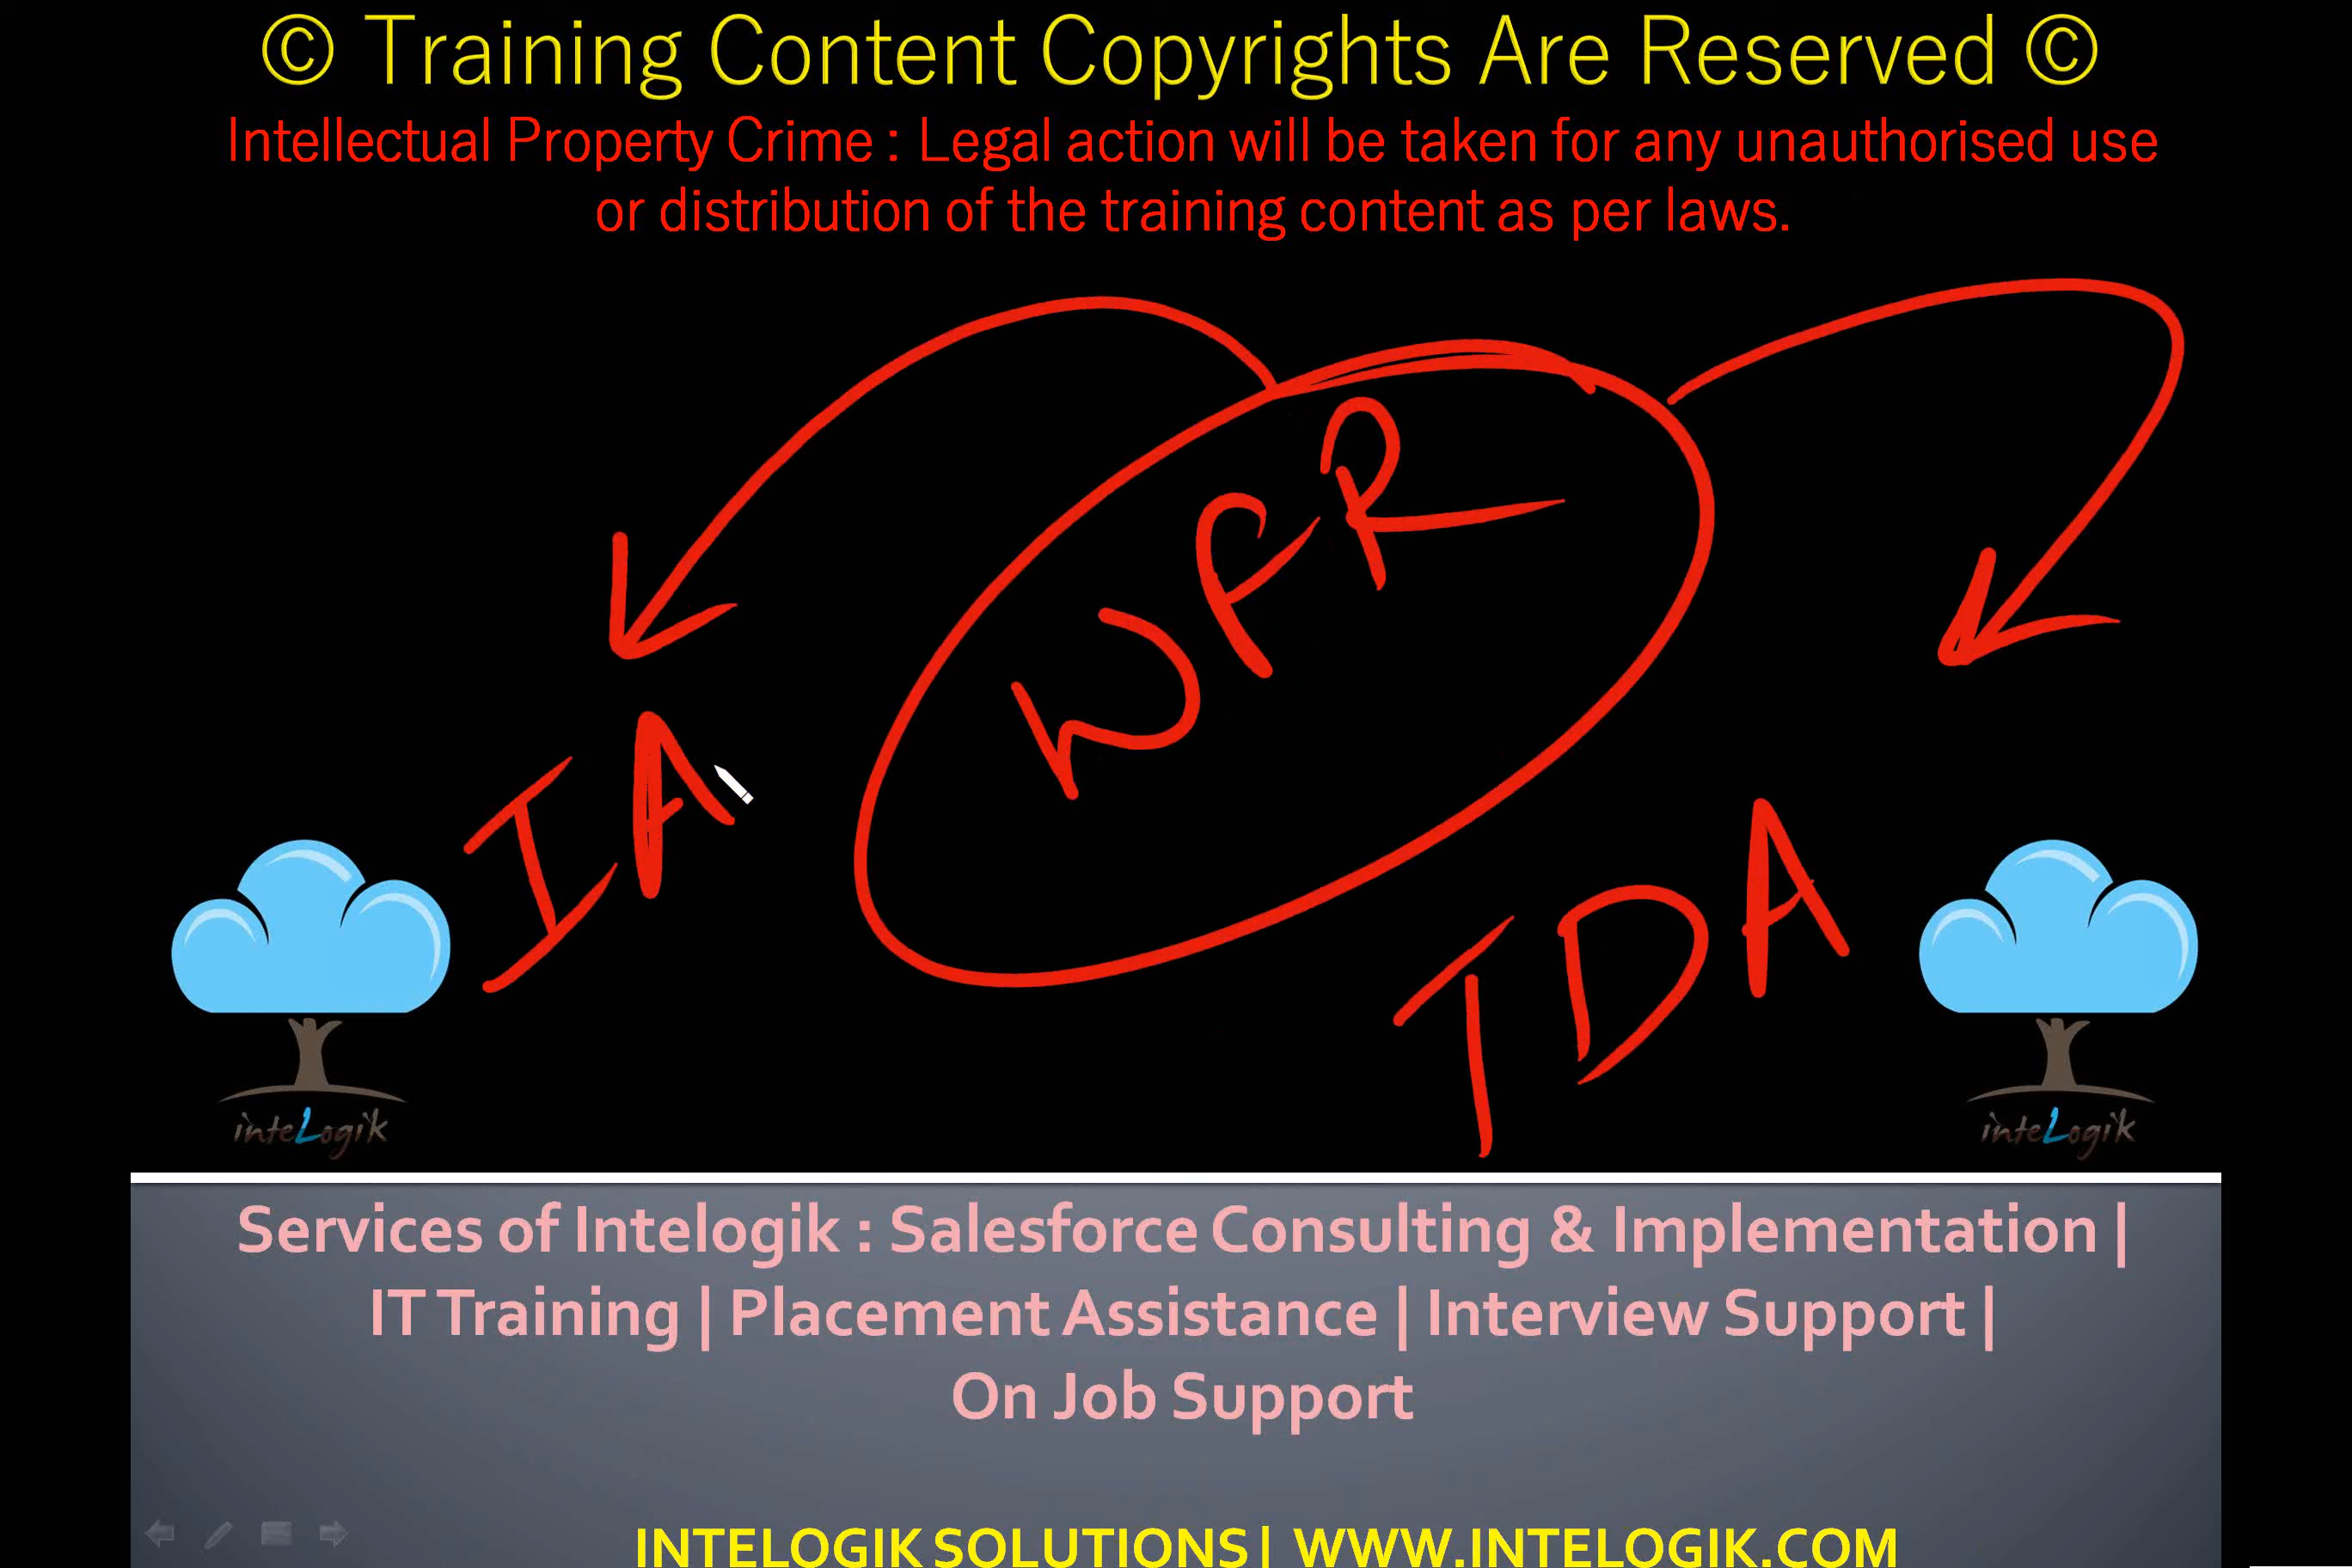 © Training Content Copyrights Are Reserved ©
Intellectual Property Crime : Legal action will be taken for any unauthorised use
or distribution of the training content as per laws.
WPR
IA
TDA
inteLogik
inteLogik
Services of Intelogik : Salesforce Consulting & Implementation |
IT Training | Placement Assistance | Interview Support |
On Job Support
INTELOGIK SOLUTIONS | WWW.INTELOGIK.COM